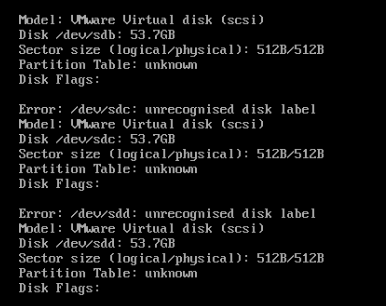 Model: VMware Virtual disk (scsi)
Disk /dev/sdb: 53.7GB
Sector size (logical/physical): 512B/512B
Partition Table: unknown
Disk Flags:

Error: /dev/sdc: unrecognised disk label
Model: VMware Virtual disk (scsi)
Disk /dev/sdc: 53.7GB
Sector size (logical/physical): 512B/512B
Partition Table: unknown
Disk Flags:

Error: /dev/sdd: unrecognised disk label
Model: VMware Virtual disk (scsi)
Disk /dev/sdd: 53.7GB
Sector size (logical/physical): 512B/512B
Partition Table: unknown
Disk Flags: